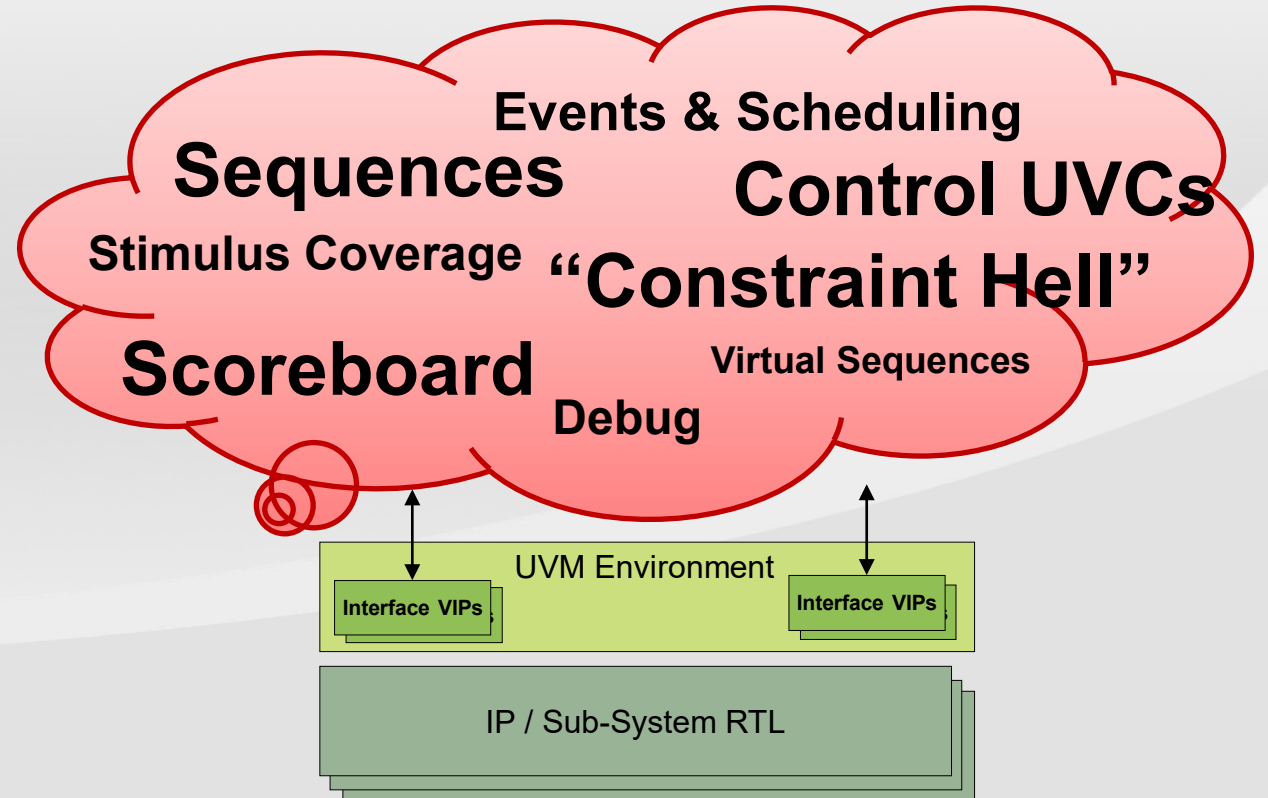 Events & Scheduling
Sequences
Control UVCs
Stimulus Coverage
“Constraint Hell”
Scoreboard
Virtual Sequences
Debug
UVM Environment
Interface VIPs
Interface VIPs
IP / Sub-System RTL